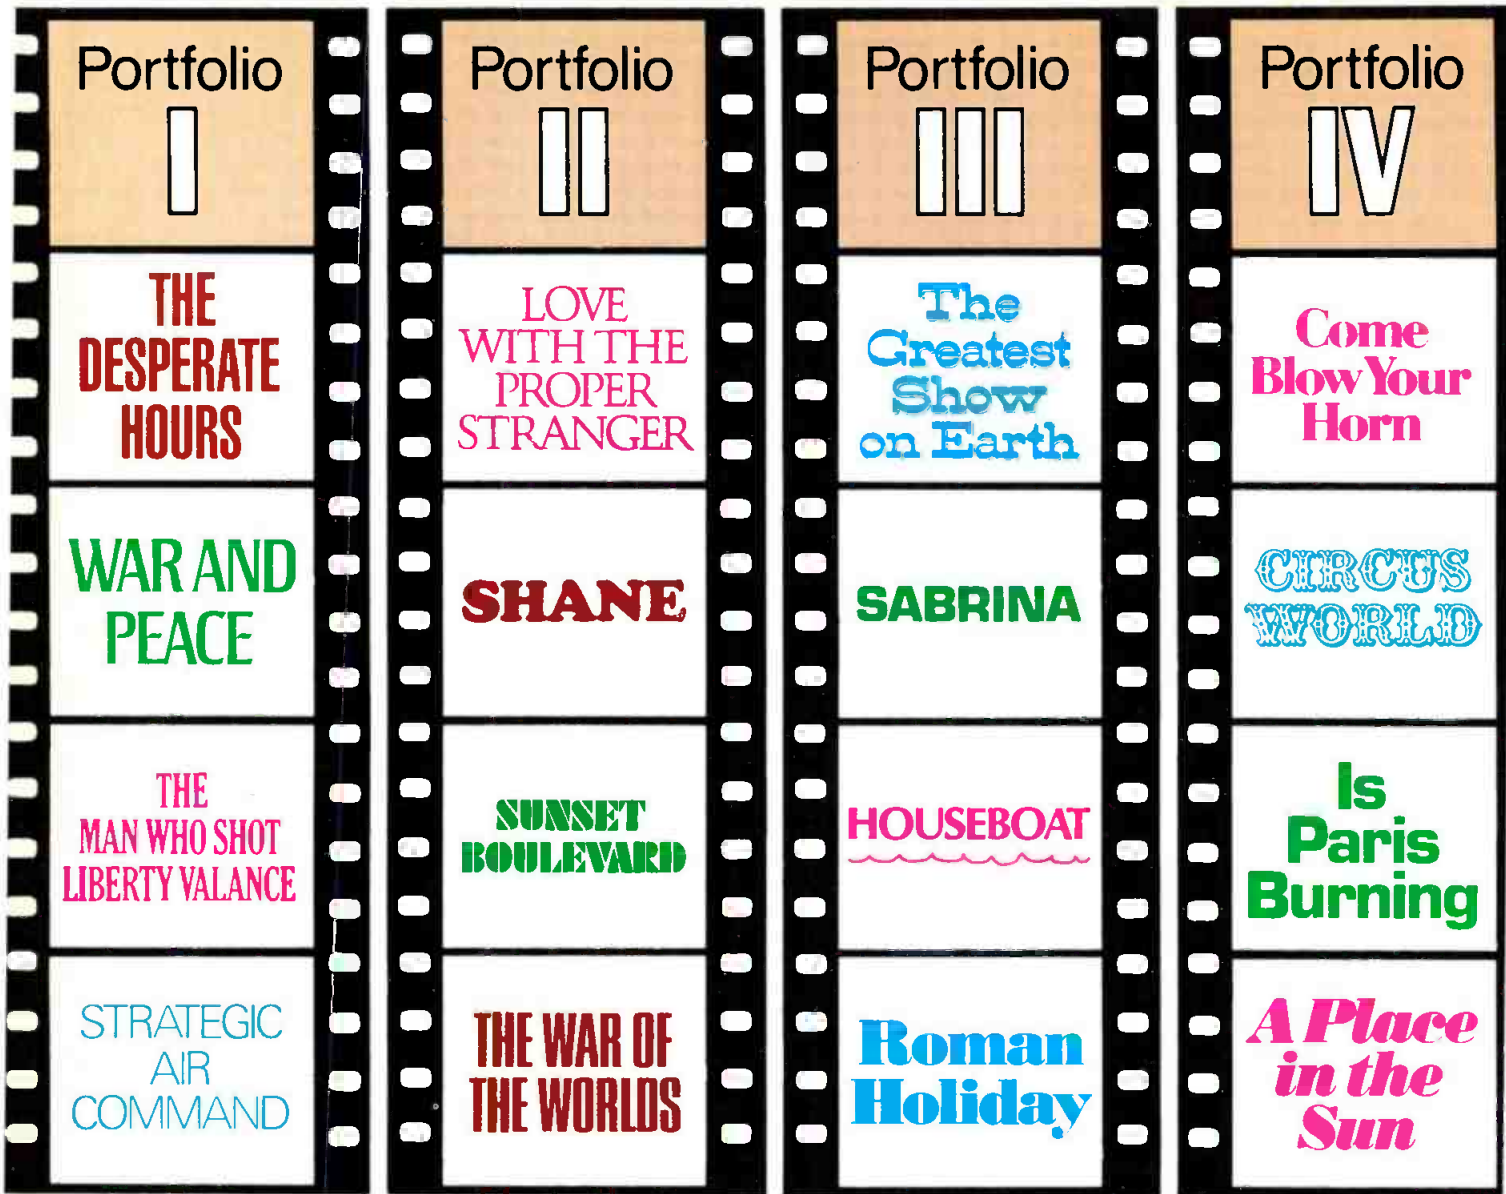 Portfolio
I
THE
DESPERATE
HOURS
WAR AND
PEACE
THE
MAN WHO SHOT
LIBERTY VALANCE
STRATEGIC
AIR
COMMAND
Portfolio
II
LOVE
WITH THE
PROPER
STRANGER
SHANE
SUNSET
BOULEVARD
THE WAR OF
THE WORLDS
Portfolio
III
The
Greatest
Show
on Earth
SABRINA
HOUSEBOAT
Roman
Holiday
Portfolio
IV
Come
Blow Your
Horn
CIRCUS
WORLD
Is
Paris
Burning
A Place
in the
Sun